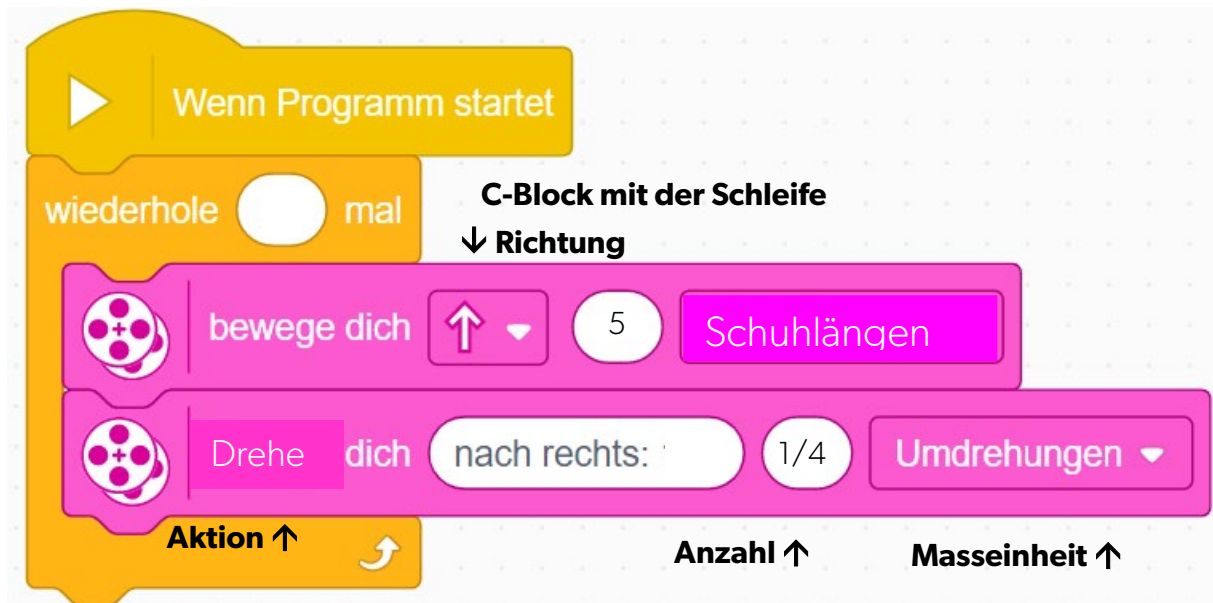 Wenn Programm startet
wiederhole mal
C-Block mit der Schleife
↓ Richtung
bewege dich ↑ 5 Schuhlängen
Drehe dich nach rechts: 1/4 Umdrehungen
Aktion ↑
Anzahl ↑
Masseinheit ↑